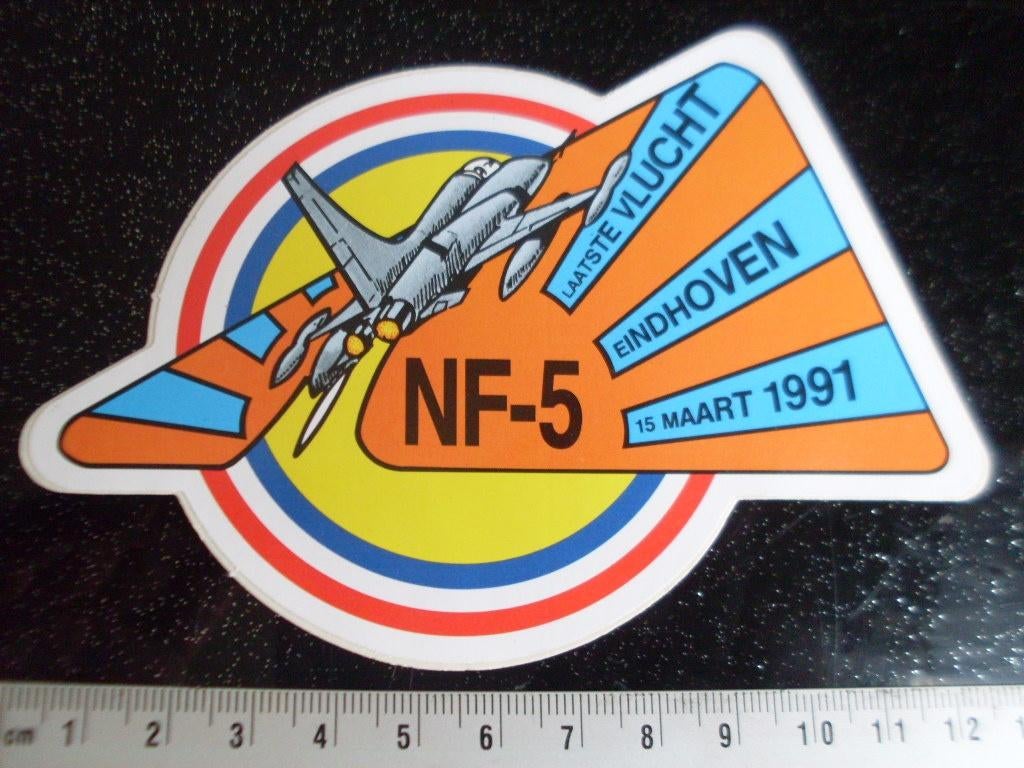 LAATSTE VLUCHT
EINDHOVEN
15 MAART 1991
NF-5
cm 1 2 3 4 5 6 7 8 9 10 11 12